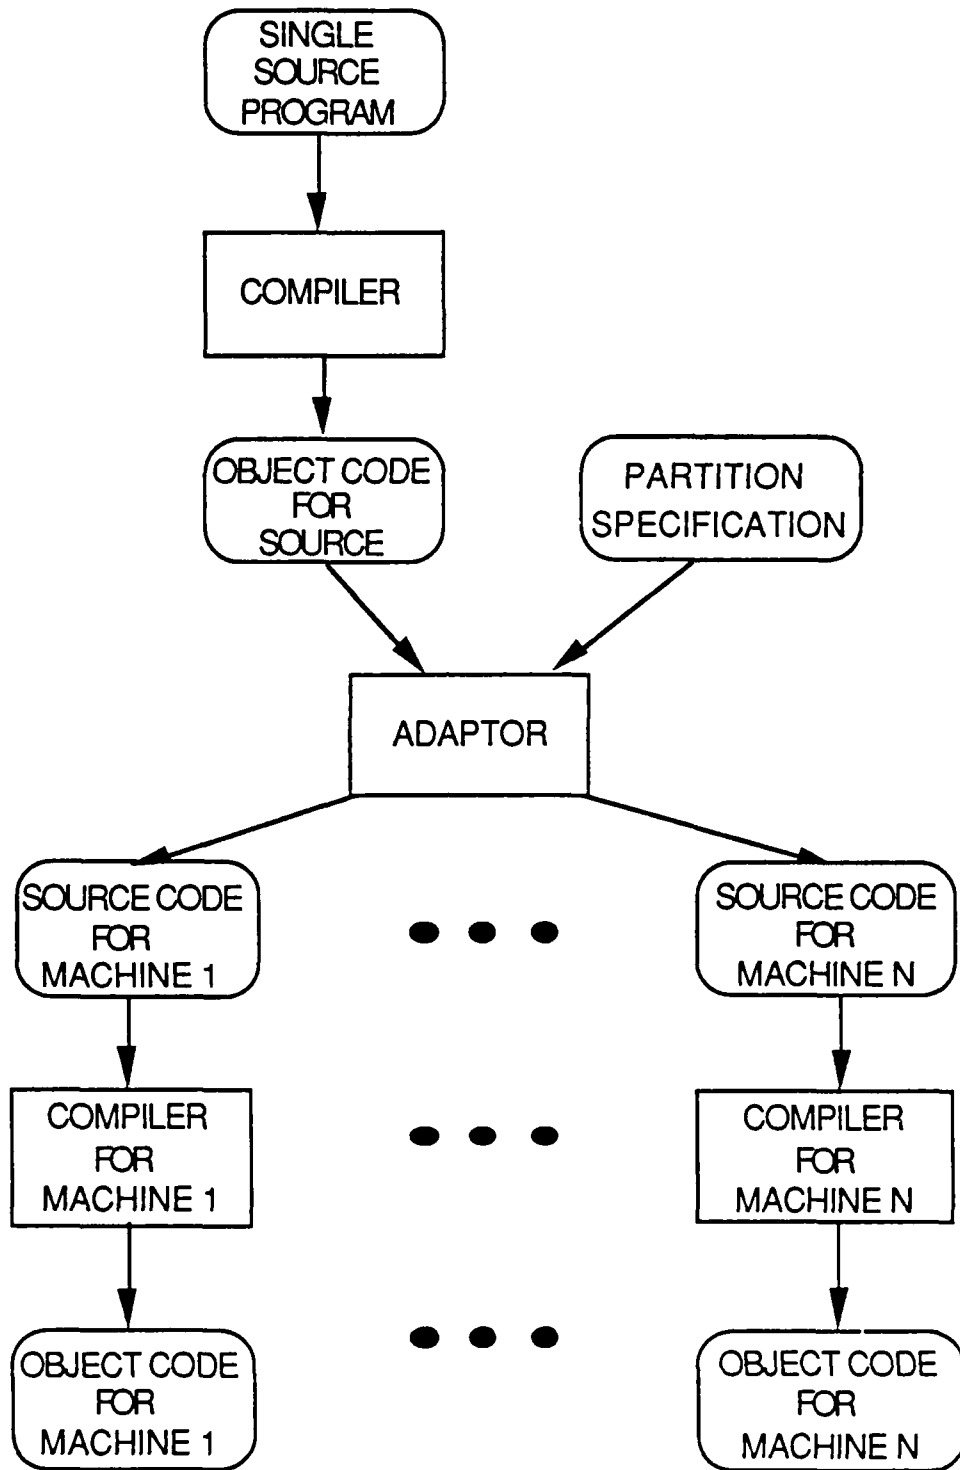 SINGLE
SOURCE
PROGRAM
COMPILER
OBJECT CODE
FOR
SOURCE
PARTITION
SPECIFICATION
ADAPTOR
SOURCE CODE
FOR
MACHINE 1
SOURCE CODE
FOR
MACHINE N
COMPILER
FOR
MACHINE 1
COMPILER
FOR
MACHINE N
OBJECT CODE
FOR
MACHINE 1
OBJECT CODE
FOR
MACHINE N